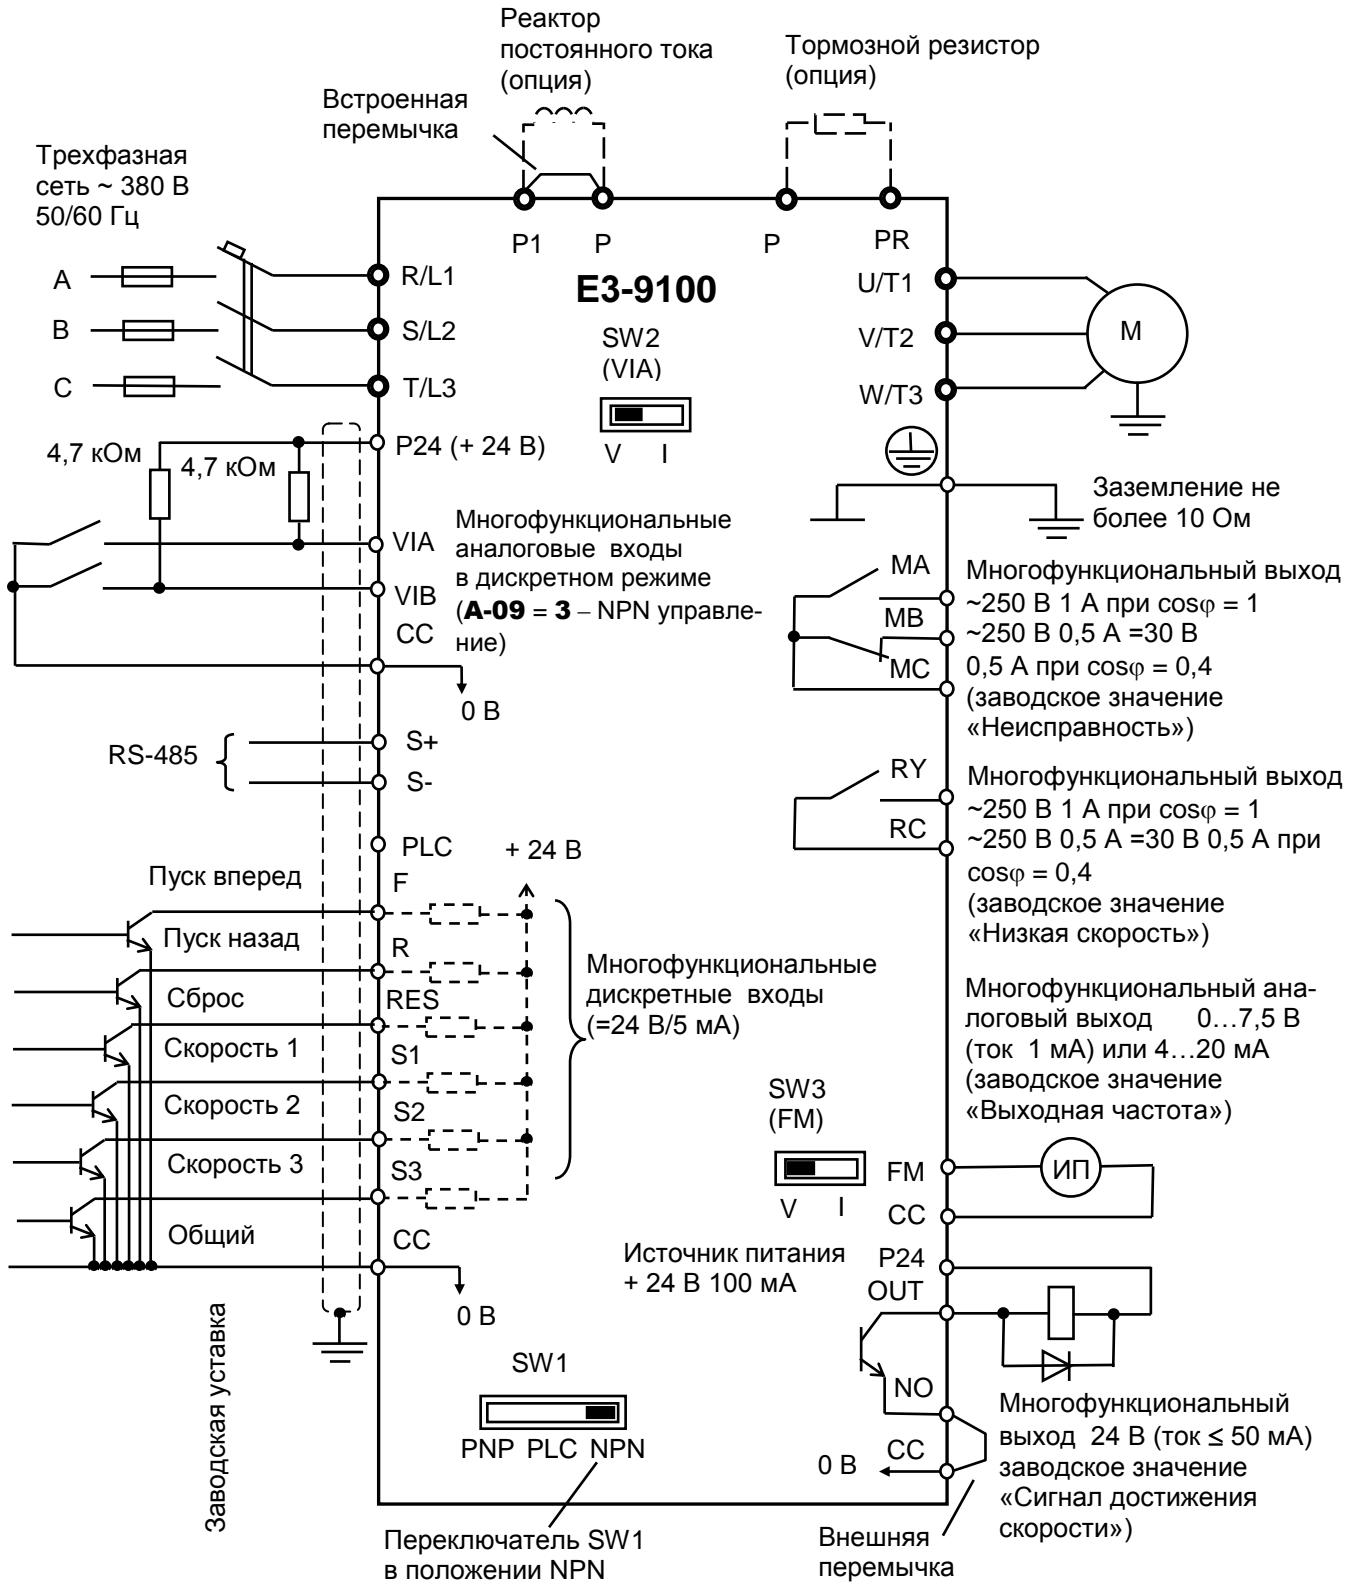 Реактор
постоянного тока
(опция)
Тормозной резистор
(опция)
Встроенная
перемычка
Трехфазная
сеть ~ 380 В
50/60 Гц
P1
P
P
PR
A
B
C
R/L1
S/L2
T/L3
E3-9100
SW2
(VIA)
V I
U/T1
V/T2
W/T3
М
4,7 кОм
4,7 кОм
P24 (+ 24 В)
Заземление не
более 10 Ом
VIA
VIB
CC
0 В
Многофункциональные
аналоговые входы
в дискретном режиме
(A-09 = 3 – NPN управле-
ние)
MA
MB
MC
Многофункциональный выход
~250 В 1 А при cosφ = 1
~250 В 0,5 А =30 В
0,5 А при cosφ = 0,4
(заводское значение
«Неисправность»)
RS-485
S+
S-
RY
RC
Многофункциональный выход
~250 В 1 А при cosφ = 1
~250 В 0,5 А =30 В 0,5 А при
cosφ = 0,4
(заводское значение
«Низкая скорость»)
PLC
+ 24 В
Пуск вперед
F
Пуск назад
R
Сброс
RES
Скорость 1
S1
Скорость 2
S2
Скорость 3
S3
Общий
CC
0 В
Многофункциональные
дискретные входы
(=24 В/5 мА)
Многофункциональный ана-
логовый выход 0…7,5 В
(ток 1 мА) или 4…20 мА
(заводское значение
«Выходная частота»)
SW3
(FM)
V I
FM
CC
ИП
Источник питания
+ 24 В 100 мА
P24
OUT
NO
CC
0 В
Заводская уставка
SW1
PNP PLC NPN
Переключатель SW1
в положении NPN
Многофункциональный
выход 24 В (ток ≤ 50 мА)
заводское значение
«Сигнал достижения
скорости»)
Внешняя
перемычка